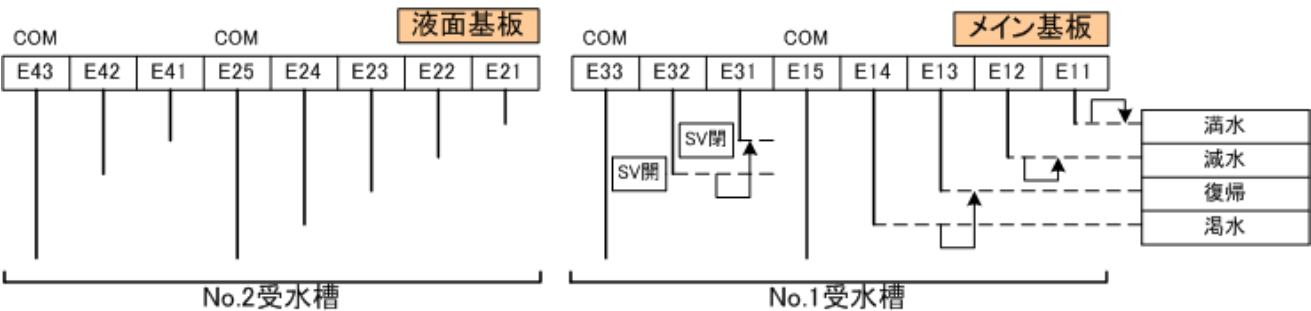 液面基板
メイン基板
COM COM COM COM
E43 E42 E41 E25 E24 E23 E22 E21 E33 E32 E31 E15 E14 E13 E12 E11
満水
SV閉
減水
SV開
復帰
渇水
No.2受水槽 No.1受水槽